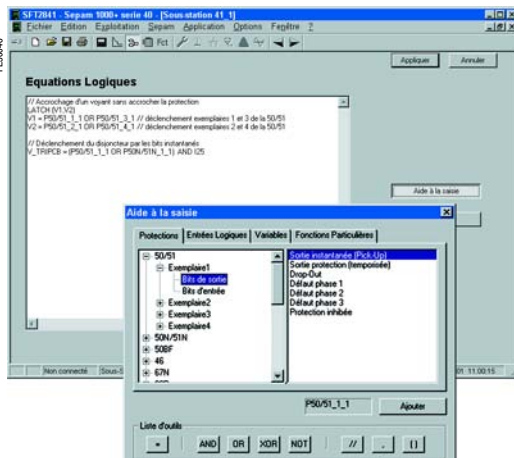 SFT2841 - Sepam 1000+ serie 40 - [Sous-station 41_1]
Fichier Edition Exploitation Sepam Application Options Fenêtre ?
Fct
Appliquer Annuler
Equations Logiques
// Accrochage d'un voyant sans accrocher la protection
LATCH (V1,V2)
V1 = P50/51_1_1 OR P50/51_3_1 // déclenchement exemplaires 1 et 3 de la 50/51
V2 = P50/51_2_1 OR P50/51_4_1 // déclenchement exemplaires 2 et 4 de la 50/51
// Déclenchement du disjoncteur par les bits instantanés
V_TRIPCB = (P50/51_1_1 OR P50N/51N_1_1) AND I25
Aide à la saisie
Aide à la saisie
Protections Entrées Logiques Variables Fonctions Particulières
50/51
Exemplaire1
Bits de sortie
Bits d'entrée
Exemplaire2
Exemplaire3
Exemplaire4
50N/51N
50BF
46
67N
Sortie instantanée (Pick-Up)
Sortie protection (temporisée)
Drop-Out
Défaut phase 1
Défaut phase 2
Défaut phase 3
Protection inhibée
P50/51_1_1 Ajouter
Liste d'outils
= AND OR XOR NOT // , ()
Non connecté Sous-S
01 11:00:15